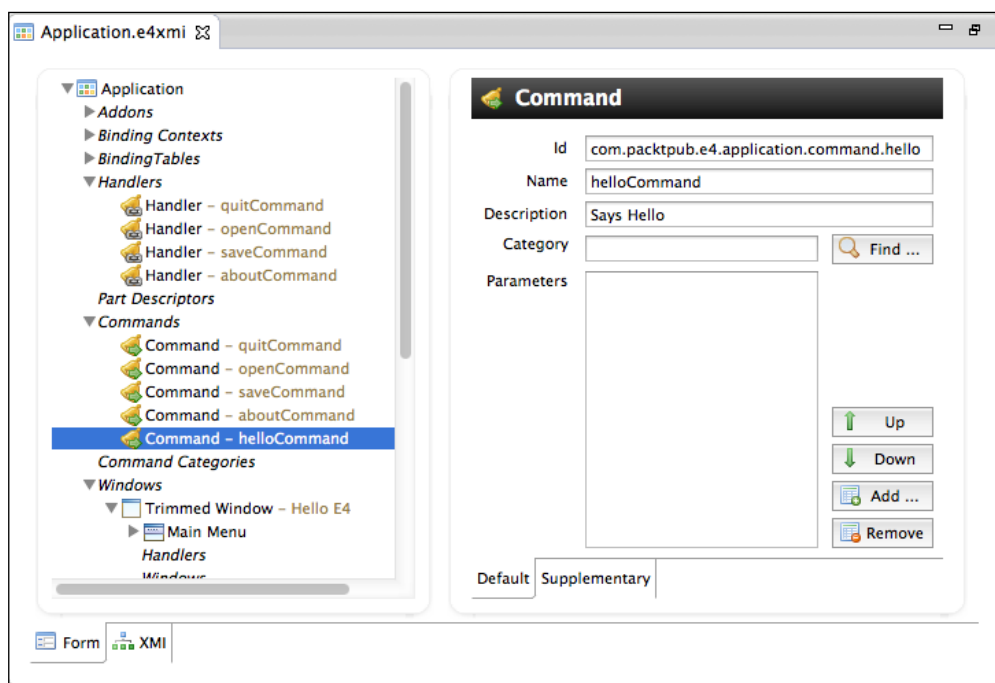 Application.e4xmi
Application
Addons
Binding Contexts
BindingTables
Handlers
Handler – quitCommand
Handler – openCommand
Handler – saveCommand
Handler – aboutCommand
Part Descriptors
Commands
Command – quitCommand
Command – openCommand
Command – saveCommand
Command – aboutCommand
Command – helloCommand
Command Categories
Windows
Trimmed Window – Hello E4
Main Menu
Handlers
Windows
Command
Id com.packtpub.e4.application.command.hello
Name helloCommand
Description Says Hello
Category Find ...
Parameters
Up
Down
Add ...
Remove
Default Supplementary
Form XMI